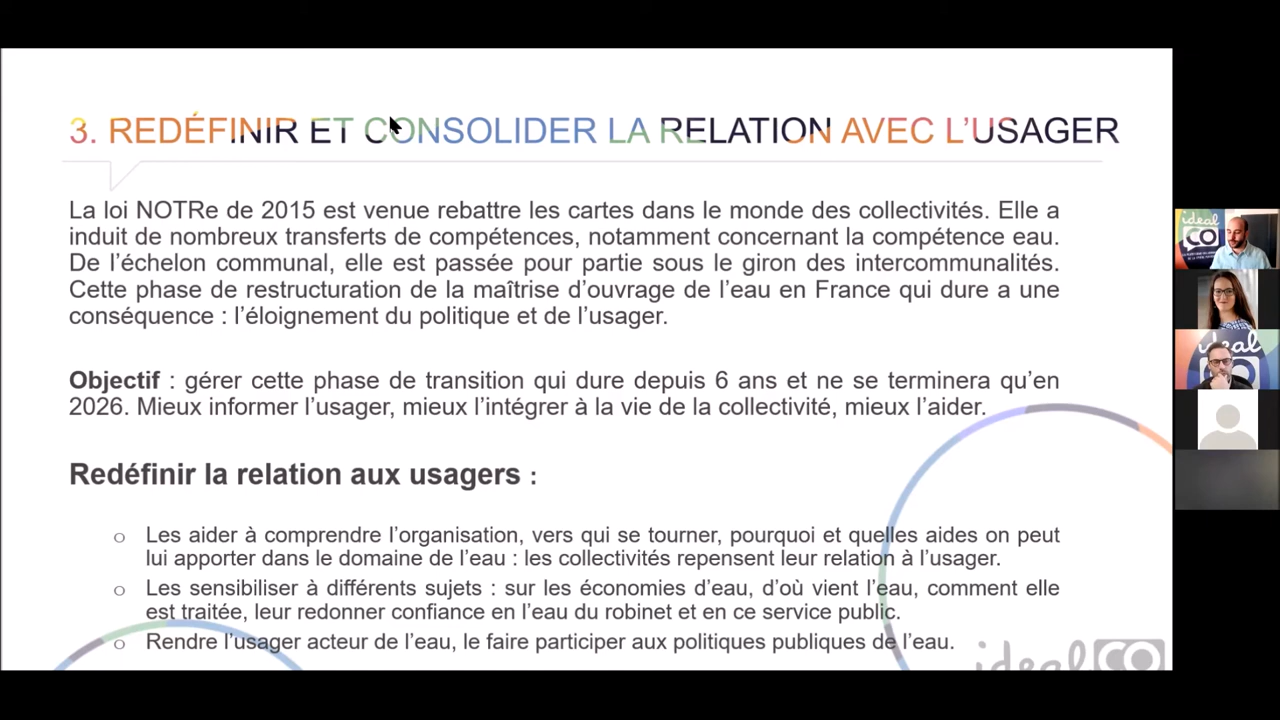 3. REDÉFINIR ET CONSOLIDER LA RELATION AVEC L'USAGER
La loi NOTRe de 2015 est venue rebattre les cartes dans le monde des collectivités. Elle a
induit de nombreux transferts de compétences, notamment concernant la compétence eau.
De l'échelon communal, elle est passée pour partie sous le giron des intercommunalités.
Cette phase de restructuration de la maîtrise d'ouvrage de l'eau en France qui dure a une
conséquence : l'éloignement du politique et de l'usager.
Objectif : gérer cette phase de transition qui dure depuis 6 ans et ne se terminera qu'en
2026. Mieux informer l'usager, mieux l'intégrer à la vie de la collectivité, mieux l'aider.
Redéfinir la relation aux usagers :
o Les aider à comprendre l'organisation, vers qui se tourner, pourquoi et quelles aides on peut
lui apporter dans le domaine de l'eau : les collectivités repensent leur relation à l'usager.
o Les sensibiliser à différents sujets : sur les économies d'eau, d'où vient l'eau, comment elle
est traitée, leur redonner confiance en l'eau du robinet et en ce service public.
o Rendre l'usager acteur de l'eau, le faire participer aux politiques publiques de l'eau.
ideal CO
ideal
CO
ideal
CO